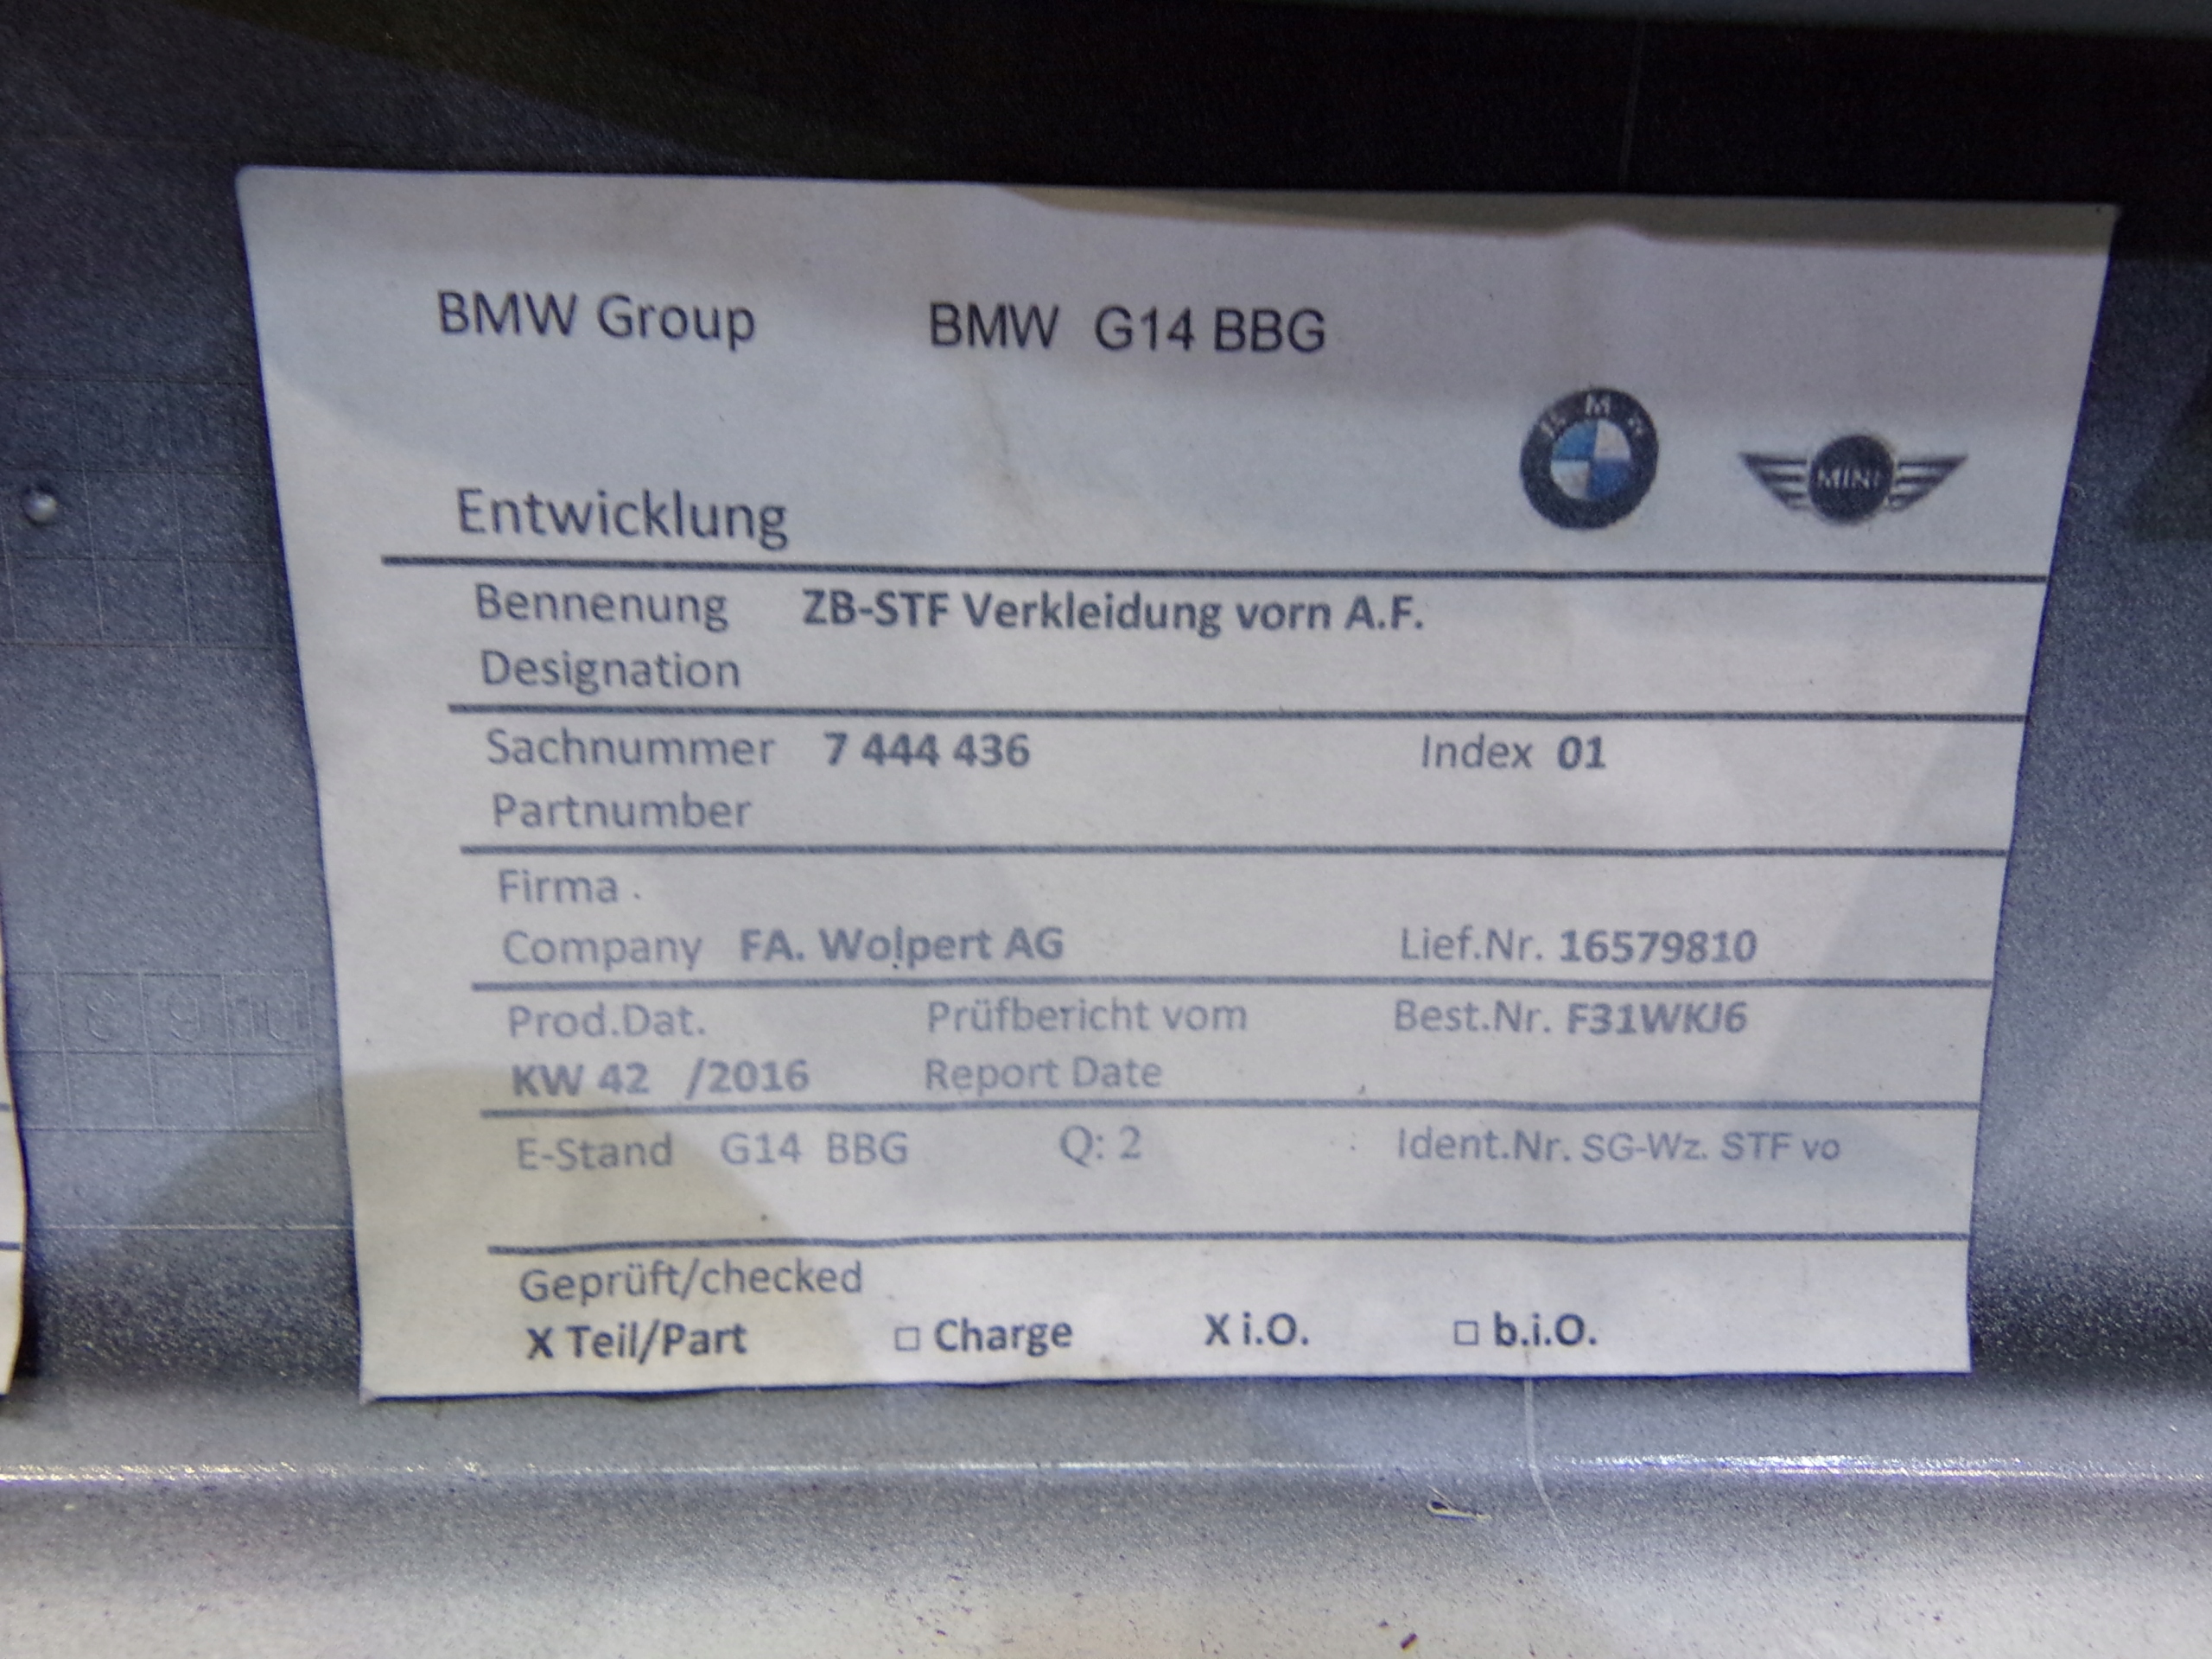 BMW Group BMW G14 BBG
BMW
MINI
Entwicklung
Bennenung ZB-STF Verkleidung vorn A.F.
Designation
Sachnummer 7 444 436 Index 01
Partnumber
Firma .
Company FA. Wolpert AG Lief.Nr. 16579810
Prod.Dat. Prüfbericht vom Best.Nr. F31WKJ6
KW 42 /2016 Report Date
E-Stand G14 BBG Q: 2 Ident.Nr. SG-Wz. STF vo
Geprüft/checked
X Teil/Part □ Charge X i.O. □ b.i.O.